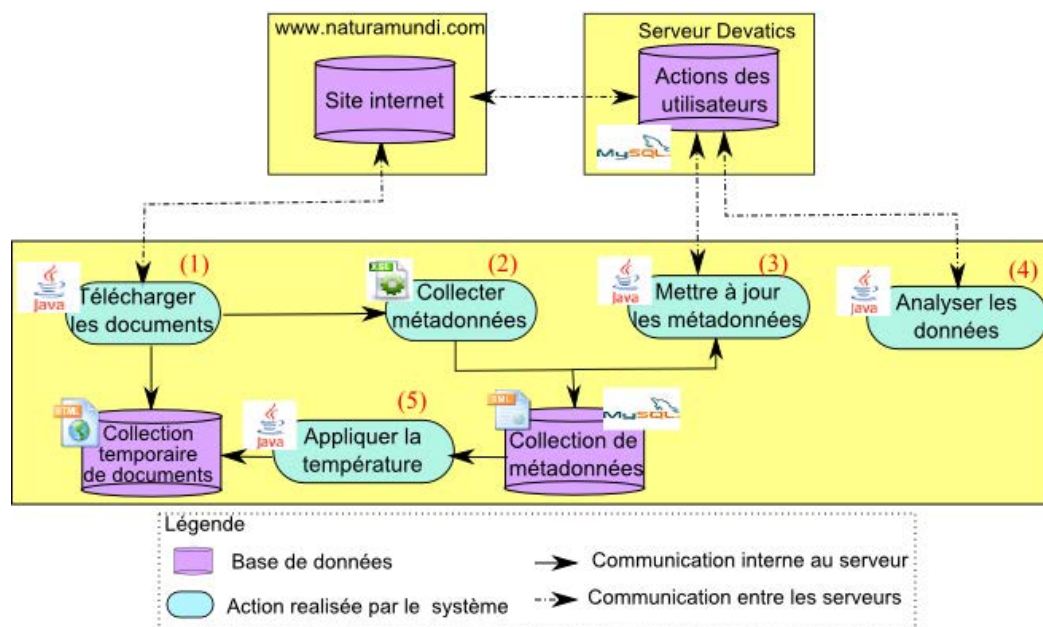 www.naturamundi.com
Serveur Devatics
Site internet
Actions des
utilisateurs
MySQL
(1)
(2)
(3)
(4)
Java
Télécharger
les documents
XSL
Collecter
métadonnées
Java
Mettre à jour
les métadonnées
Java
Analyser les
données
HTML
Collection
temporaire
de documents
(5)
Java
Appliquer la
température
Collection de
métadonnées
MySQL
Légende
Base de données
Communication interne au serveur
Action realisée par le système
Communication entre les serveurs